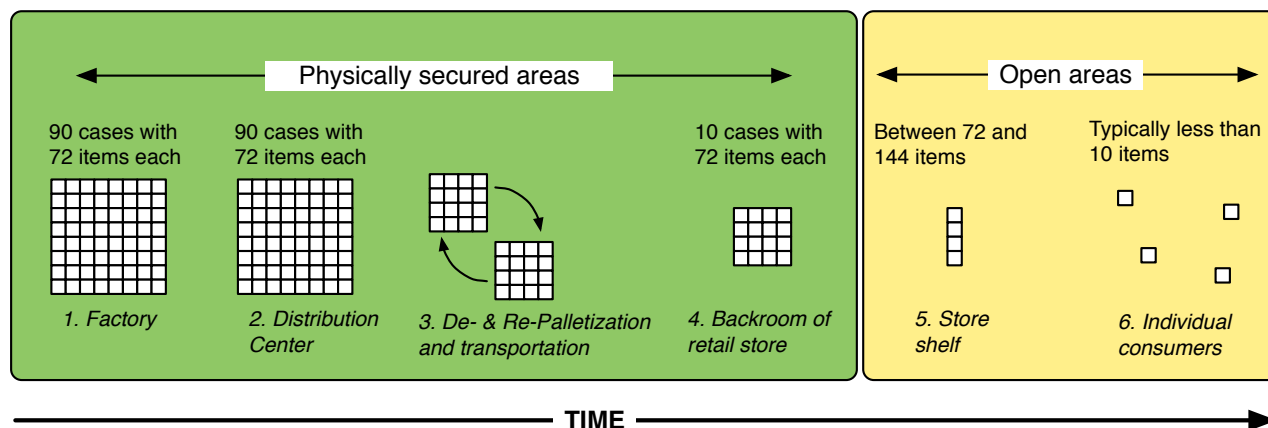 Physically secured areas
Open areas
90 cases with
72 items each
90 cases with
72 items each
10 cases with
72 items each
Between 72 and
144 items
Typically less than
10 items
1. Factory
2. Distribution
Center
3. De- & Re-Palletization
and transportation
4. Backroom of
retail store
5. Store
shelf
6. Individual
consumers
TIME